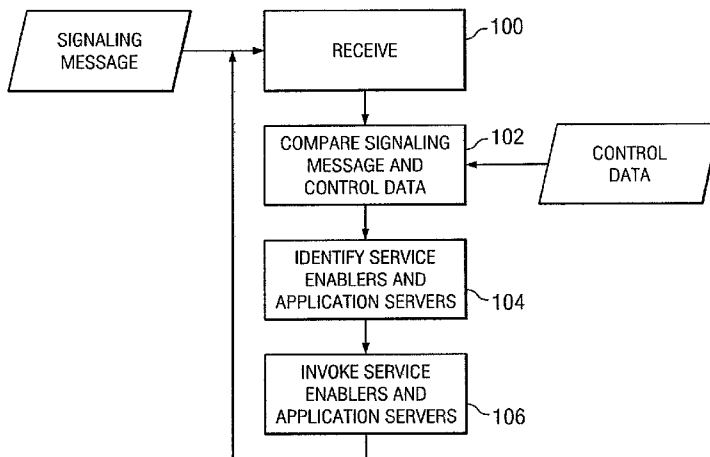 SIGNALING
MESSAGE
RECEIVE
100
COMPARE SIGNALING
MESSAGE AND
CONTROL DATA
102
CONTROL
DATA
IDENTIFY SERVICE
ENABLERS AND
APPLICATION SERVERS
104
INVOKE SERVICE
ENABLERS AND
APPLICATION SERVERS
106